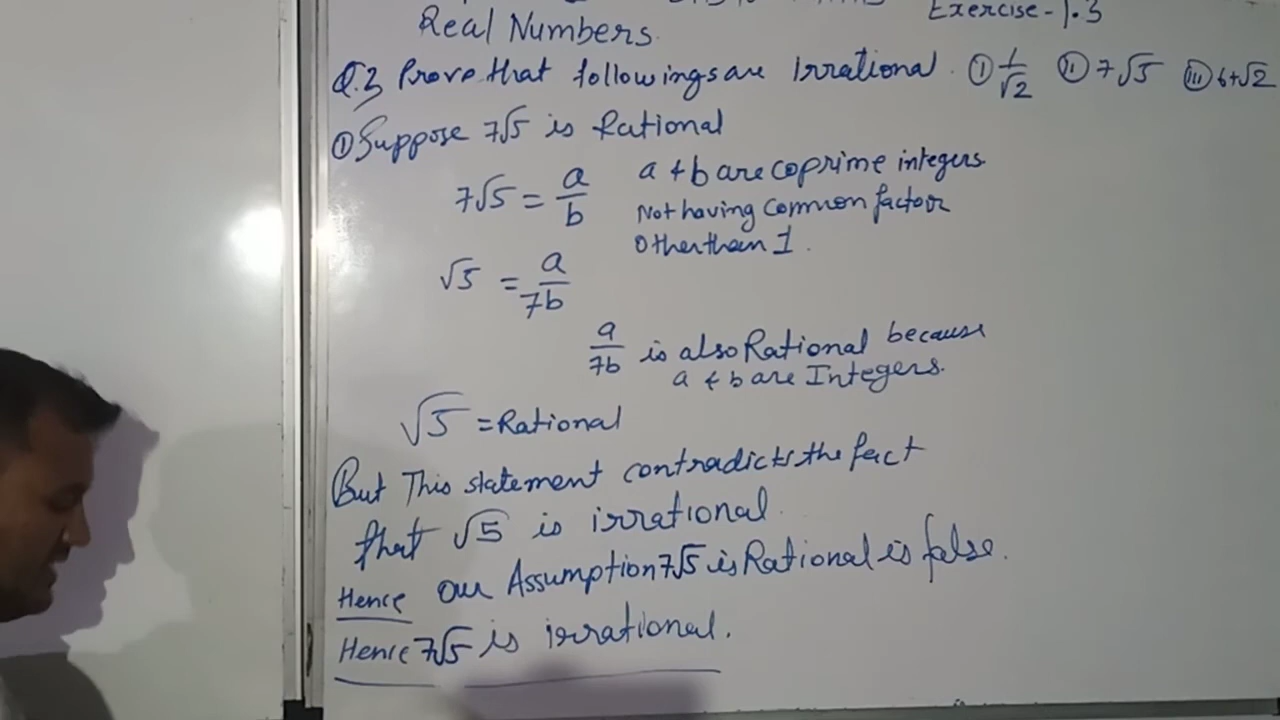 Exercise-1.3
Real Numbers.
Q.3 Prove that followings are Irrational. (i) 1/√2 (ii) 7√5 (iii) 6+√2
(i) Suppose 7√5 is Rational
7√5 = a/b a & b are coprime integers
Not having Common factor
Other than 1.
√5 = a/7b
a/7b is also Rational because
a & b are Integers.
√5 = Rational
But This statement contradicts the fact
that √5 is irrational.
Hence our Assumption 7√5 is Rational is false.
Hence 7√5 is irrational.